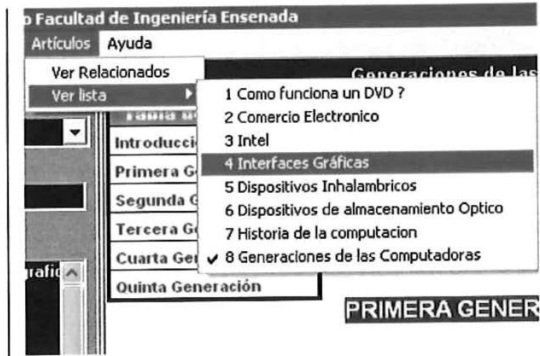 o Facultad de Ingeniería Ensenada
Artículos Ayuda
Ver Relacionados
Ver lista
Generaciones de las
1 Como funciona un DVD ?
2 Comercio Electronico
3 Intel
4 Interfaces Gráficas
5 Dispositivos Inhalambricos
6 Dispositivos de almacenamiento Optico
7 Historia de la computacion
8 Generaciones de las Computadoras
Introducci
Primera G
Segunda G
Tercera G
Cuarta Ge
Quinta Generación
rafic
PRIMERA GENER